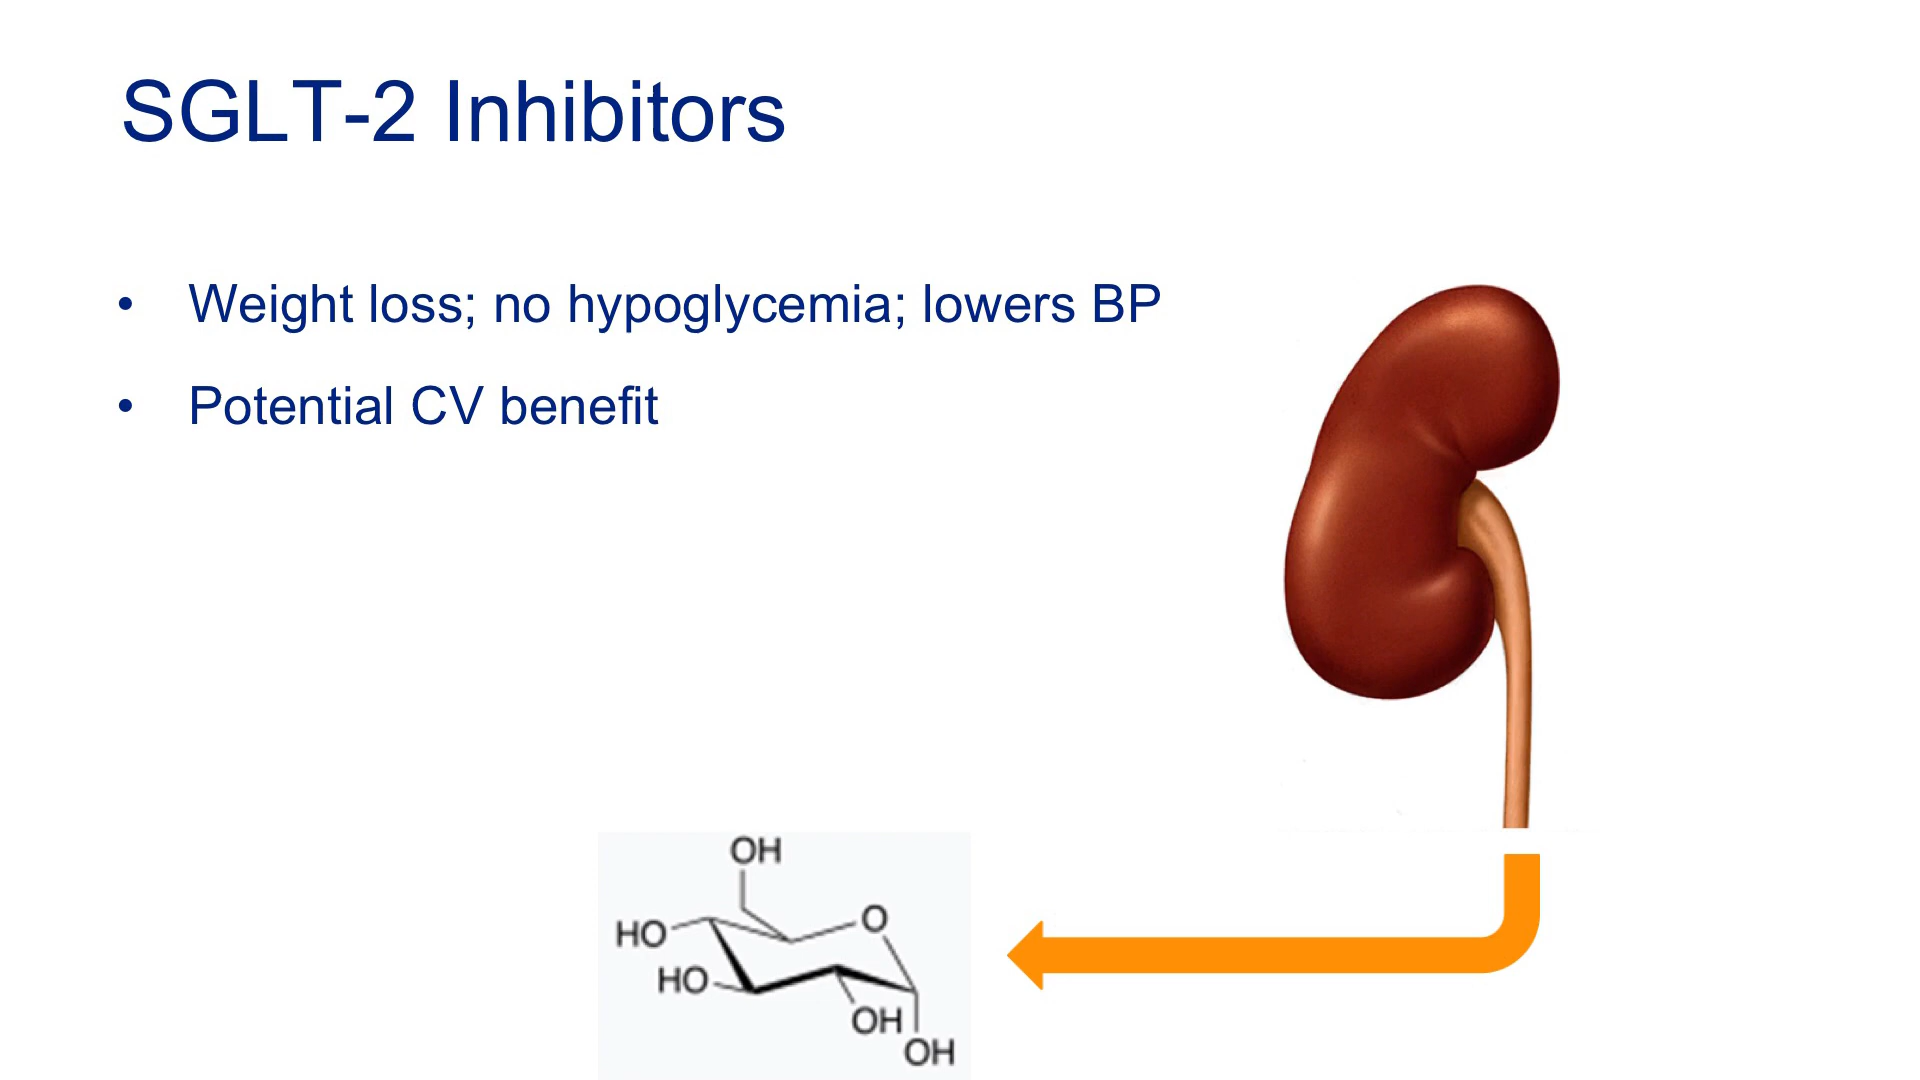 SGLT-2 Inhibitors
• Weight loss; no hypoglycemia; lowers BP
• Potential CV benefit
OH
HO
O
HO
OH
OH